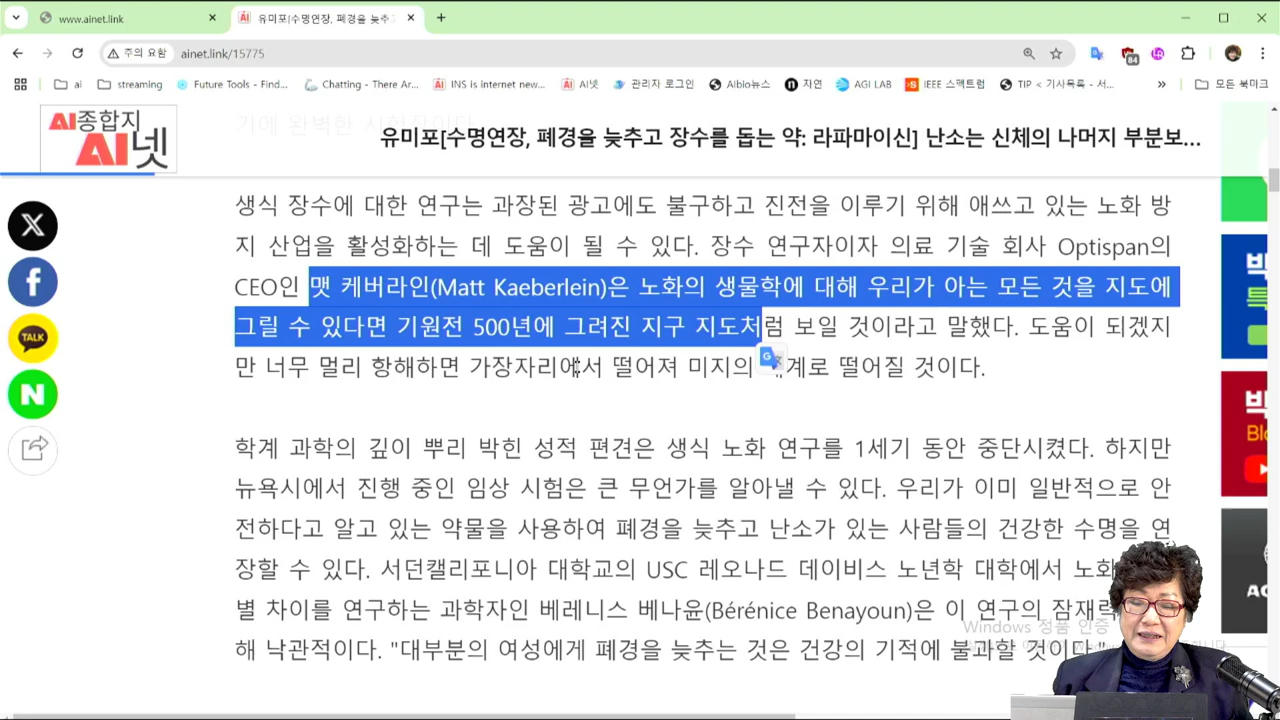 www.ainet.link
유미포[수명연장, 폐경을 늦추고
주의 요함 ainet.link/15775
84
ai streaming Future Tools - Find... Chatting - There Ar... INS is internet new... AI넷 관리자 로그인 Aibio뉴스 자연 AGI LAB IEEE 스펙트럼 TIP < 기사목록 - 서... » 모든 북마크
AI종합지
AI넷
유미포[수명연장, 폐경을 늦추고 장수를 돕는 약: 라파마이신] 난소는 신체의 나머지 부분보...
기에 완벽한 시험장이다
생식 장수에 대한 연구는 과장된 광고에도 불구하고 진전을 이루기 위해 애쓰고 있는 노화 방
지 산업을 활성화하는 데 도움이 될 수 있다. 장수 연구자이자 의료 기술 회사 Optispan의
CEO인 맷 케버라인(Matt Kaeberlein)은 노화의 생물학에 대해 우리가 아는 모든 것을 지도에
그릴 수 있다면 기원전 500년에 그려진 지구 지도처럼 보일 것이라고 말했다. 도움이 되겠지
만 너무 멀리 항해하면 가장자리에서 떨어져 미지의 계로 떨어질 것이다.
학계 과학의 깊이 뿌리 박힌 성적 편견은 생식 노화 연구를 1세기 동안 중단시켰다. 하지만
뉴욕시에서 진행 중인 임상 시험은 큰 무언가를 알아낼 수 있다. 우리가 이미 일반적으로 안
전하다고 알고 있는 약물을 사용하여 폐경을 늦추고 난소가 있는 사람들의 건강한 수명을 연
장할 수 있다. 서던캘리포니아 대학교의 USC 레오나드 데이비스 노년학 대학에서 노화
별 차이를 연구하는 과학자인 베레니스 베나윤(Bérénice Benayoun)은 이 연구의 잠재력
해 낙관적이다. "대부분의 여성에게 폐경을 늦추는 것은 건강의 기적에 불과할 것이다."
TALK
N
박
특
박
Blo
Windows 정품 인증